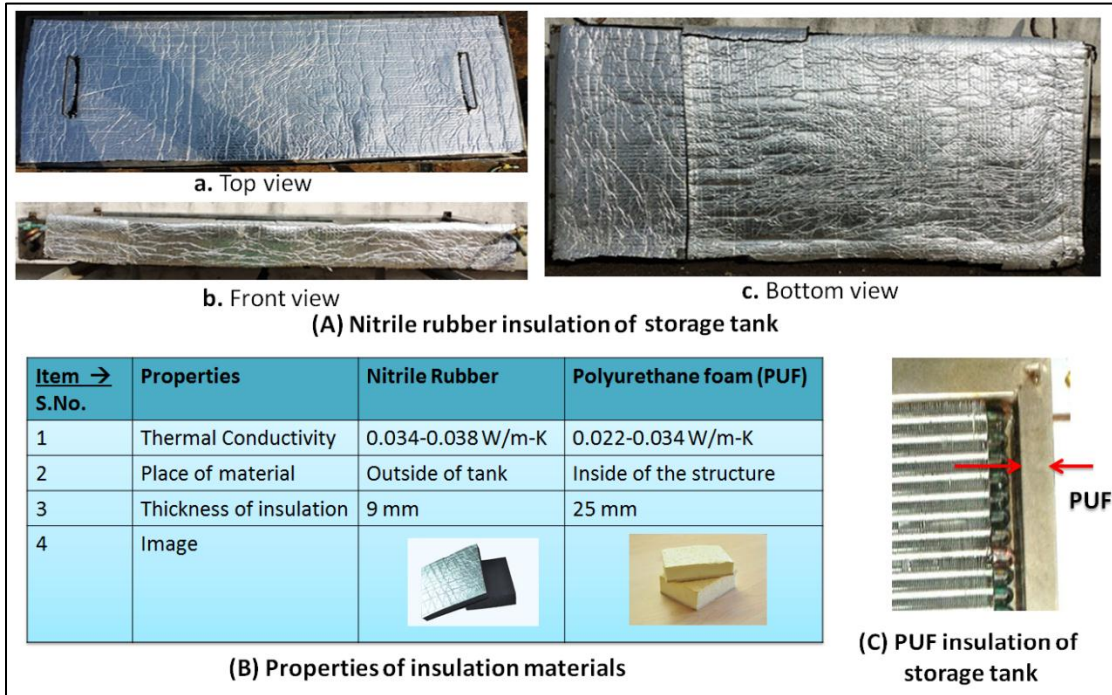 a. Top view
b. Front view
c. Bottom view
(A) Nitrile rubber insulation of storage tank
Item → Properties Nitrile Rubber Polyurethane foam (PUF)
S.No.
1 Thermal Conductivity 0.034-0.038 W/m-K 0.022-0.034 W/m-K
2 Place of material Outside of tank Inside of the structure
3 Thickness of insulation 9 mm 25 mm
4 Image
(B) Properties of insulation materials
PUF
(C) PUF insulation of
storage tank